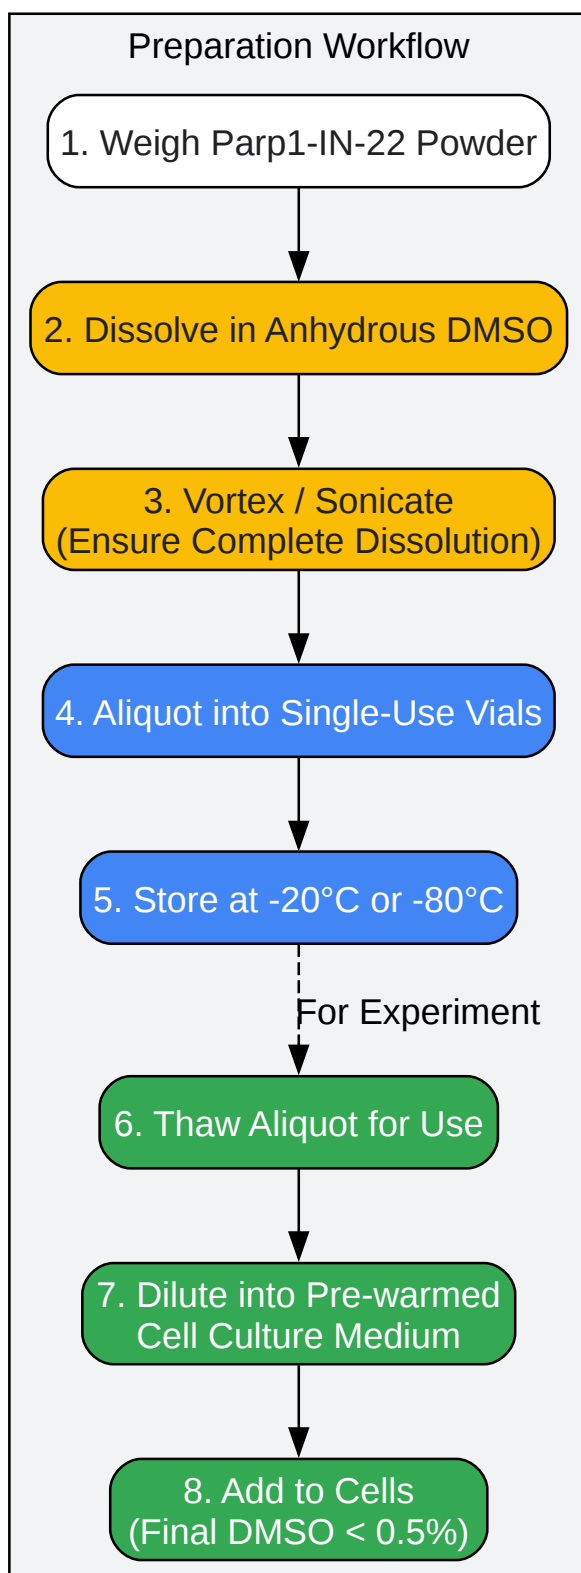 Preparation Workflow
1. Weigh Parp1-IN-22 Powder
2. Dissolve in Anhydrous DMSO
3. Vortex / Sonicate
(Ensure Complete Dissolution)
4. Aliquot into Single-Use Vials
5. Store at -20°C or -80°C
For Experiment
6. Thaw Aliquot for Use
7. Dilute into Pre-warmed
Cell Culture Medium
8. Add to Cells
(Final DMSO < 0.5%)